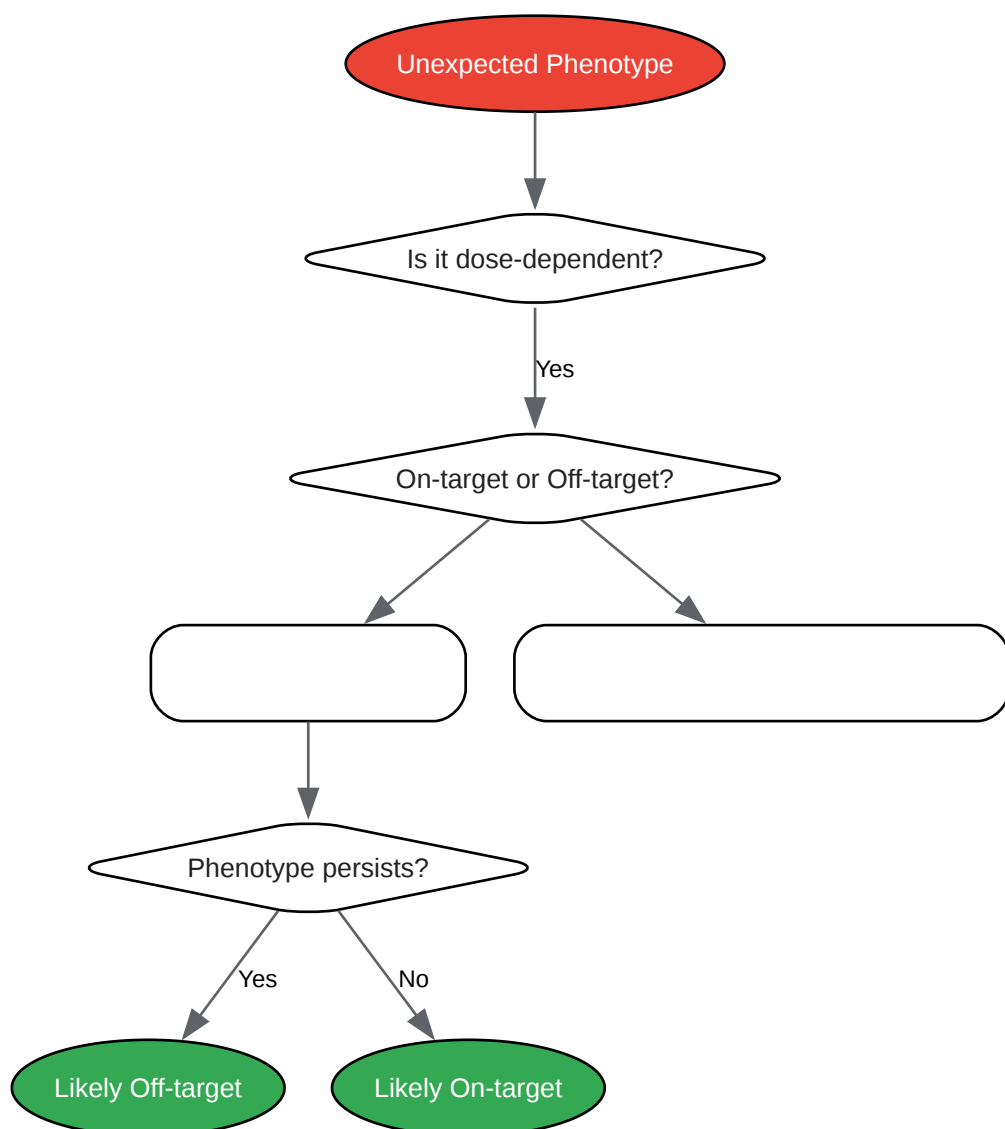 Unexpected Phenotype
Is it dose-dependent?
Yes
On-target or Off-target?
Phenotype persists?
Yes
No
Likely Off-target
Likely On-target